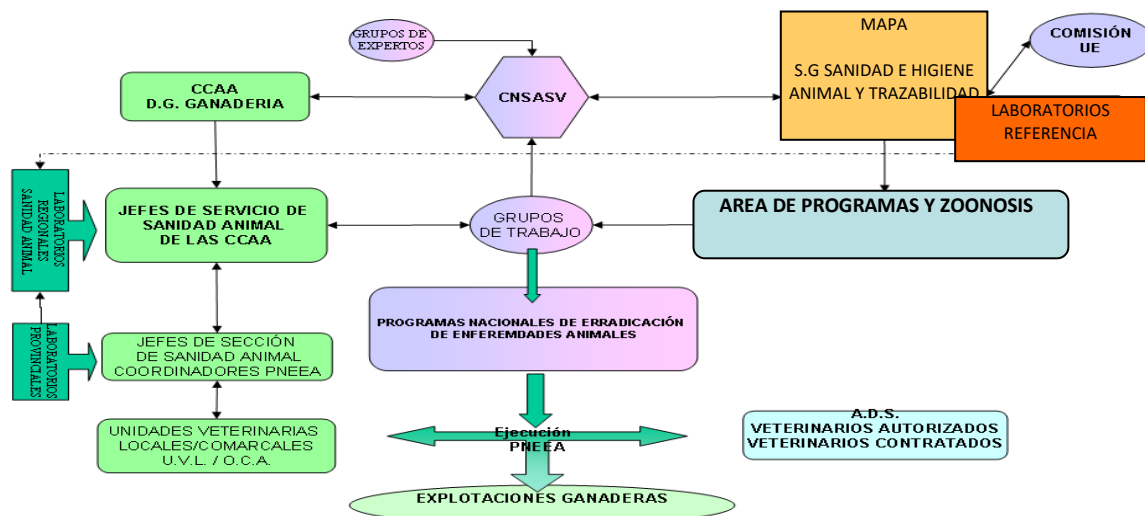 GRUPOS DE
EXPERTOS
MAPA
S.G SANIDAD E HIGIENE
ANIMAL Y TRAZABILIDAD
COMISIÓN
UE
CCAA
D.G. GANADERIA
CNSASV
LABORATORIOS
REFERENCIA
LABORATORIOS
REGIONALES
SANIDAD ANIMAL
JEFES DE SERVICIO DE
SANIDAD ANIMAL
DE LAS CCAA
GRUPOS
DE TRABAJO
AREA DE PROGRAMAS Y ZOONOSIS
PROGRAMAS NACIONALES DE ERRADICACIÓN
DE ENFEREMDADES ANIMALES
LABORATORIOS
PROVINCIALES
JEFES DE SECCIÓN
DE SANIDAD ANIMAL
COORDINADORES PNEEA
UNIDADES VETERINARIAS
LOCALES/COMARCALES
U.V.L. / O.C.A.
Ejecución
PNEEA
A.D.S.
VETERINARIOS AUTORIZADOS
VETERINARIOS CONTRATADOS
EXPLOTACIONES GANADERAS